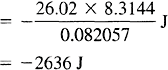 = − 26.02 × 8.3144 / 0.082057 J
= −2636 J